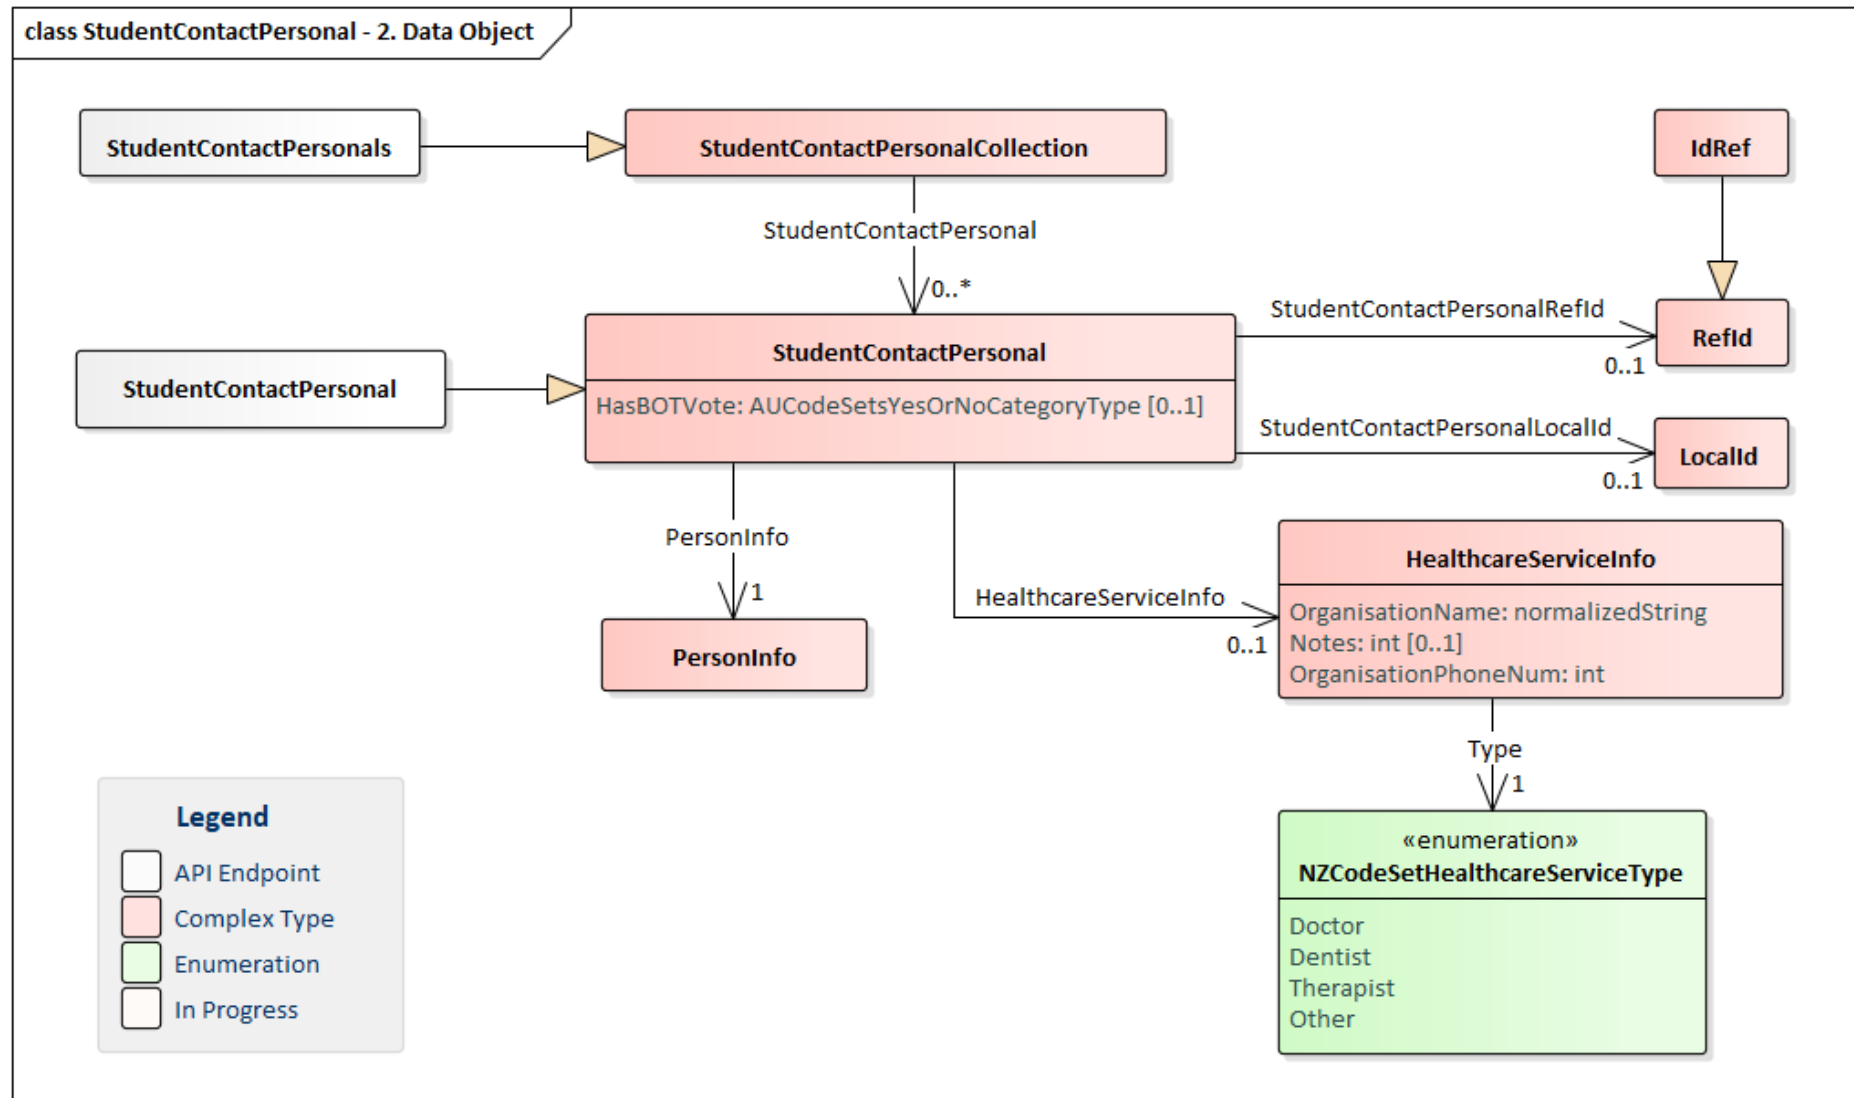 class StudentContactPersonal - 2. Data Object
StudentContactPersonals
StudentContactPersonalCollection
IdRef
StudentContactPersonal
0..*
StudentContactPersonalRefId
RefId
0..1
StudentContactPersonal
StudentContactPersonal
HasBOTVote: AUCodeSetsYesOrNoCategoryType [0..1]
StudentContactPersonalLocalId
LocalId
0..1
PersonInfo
1
PersonInfo
HealthcareServiceInfo
0..1
HealthcareServiceInfo
OrganisationName: normalizedString
Notes: int [0..1]
OrganisationPhoneNum: int
Type
1
«enumeration»
NZCodeSetHealthcareServiceType
Doctor
Dentist
Therapist
Other
Legend
API Endpoint
Complex Type
Enumeration
In Progress